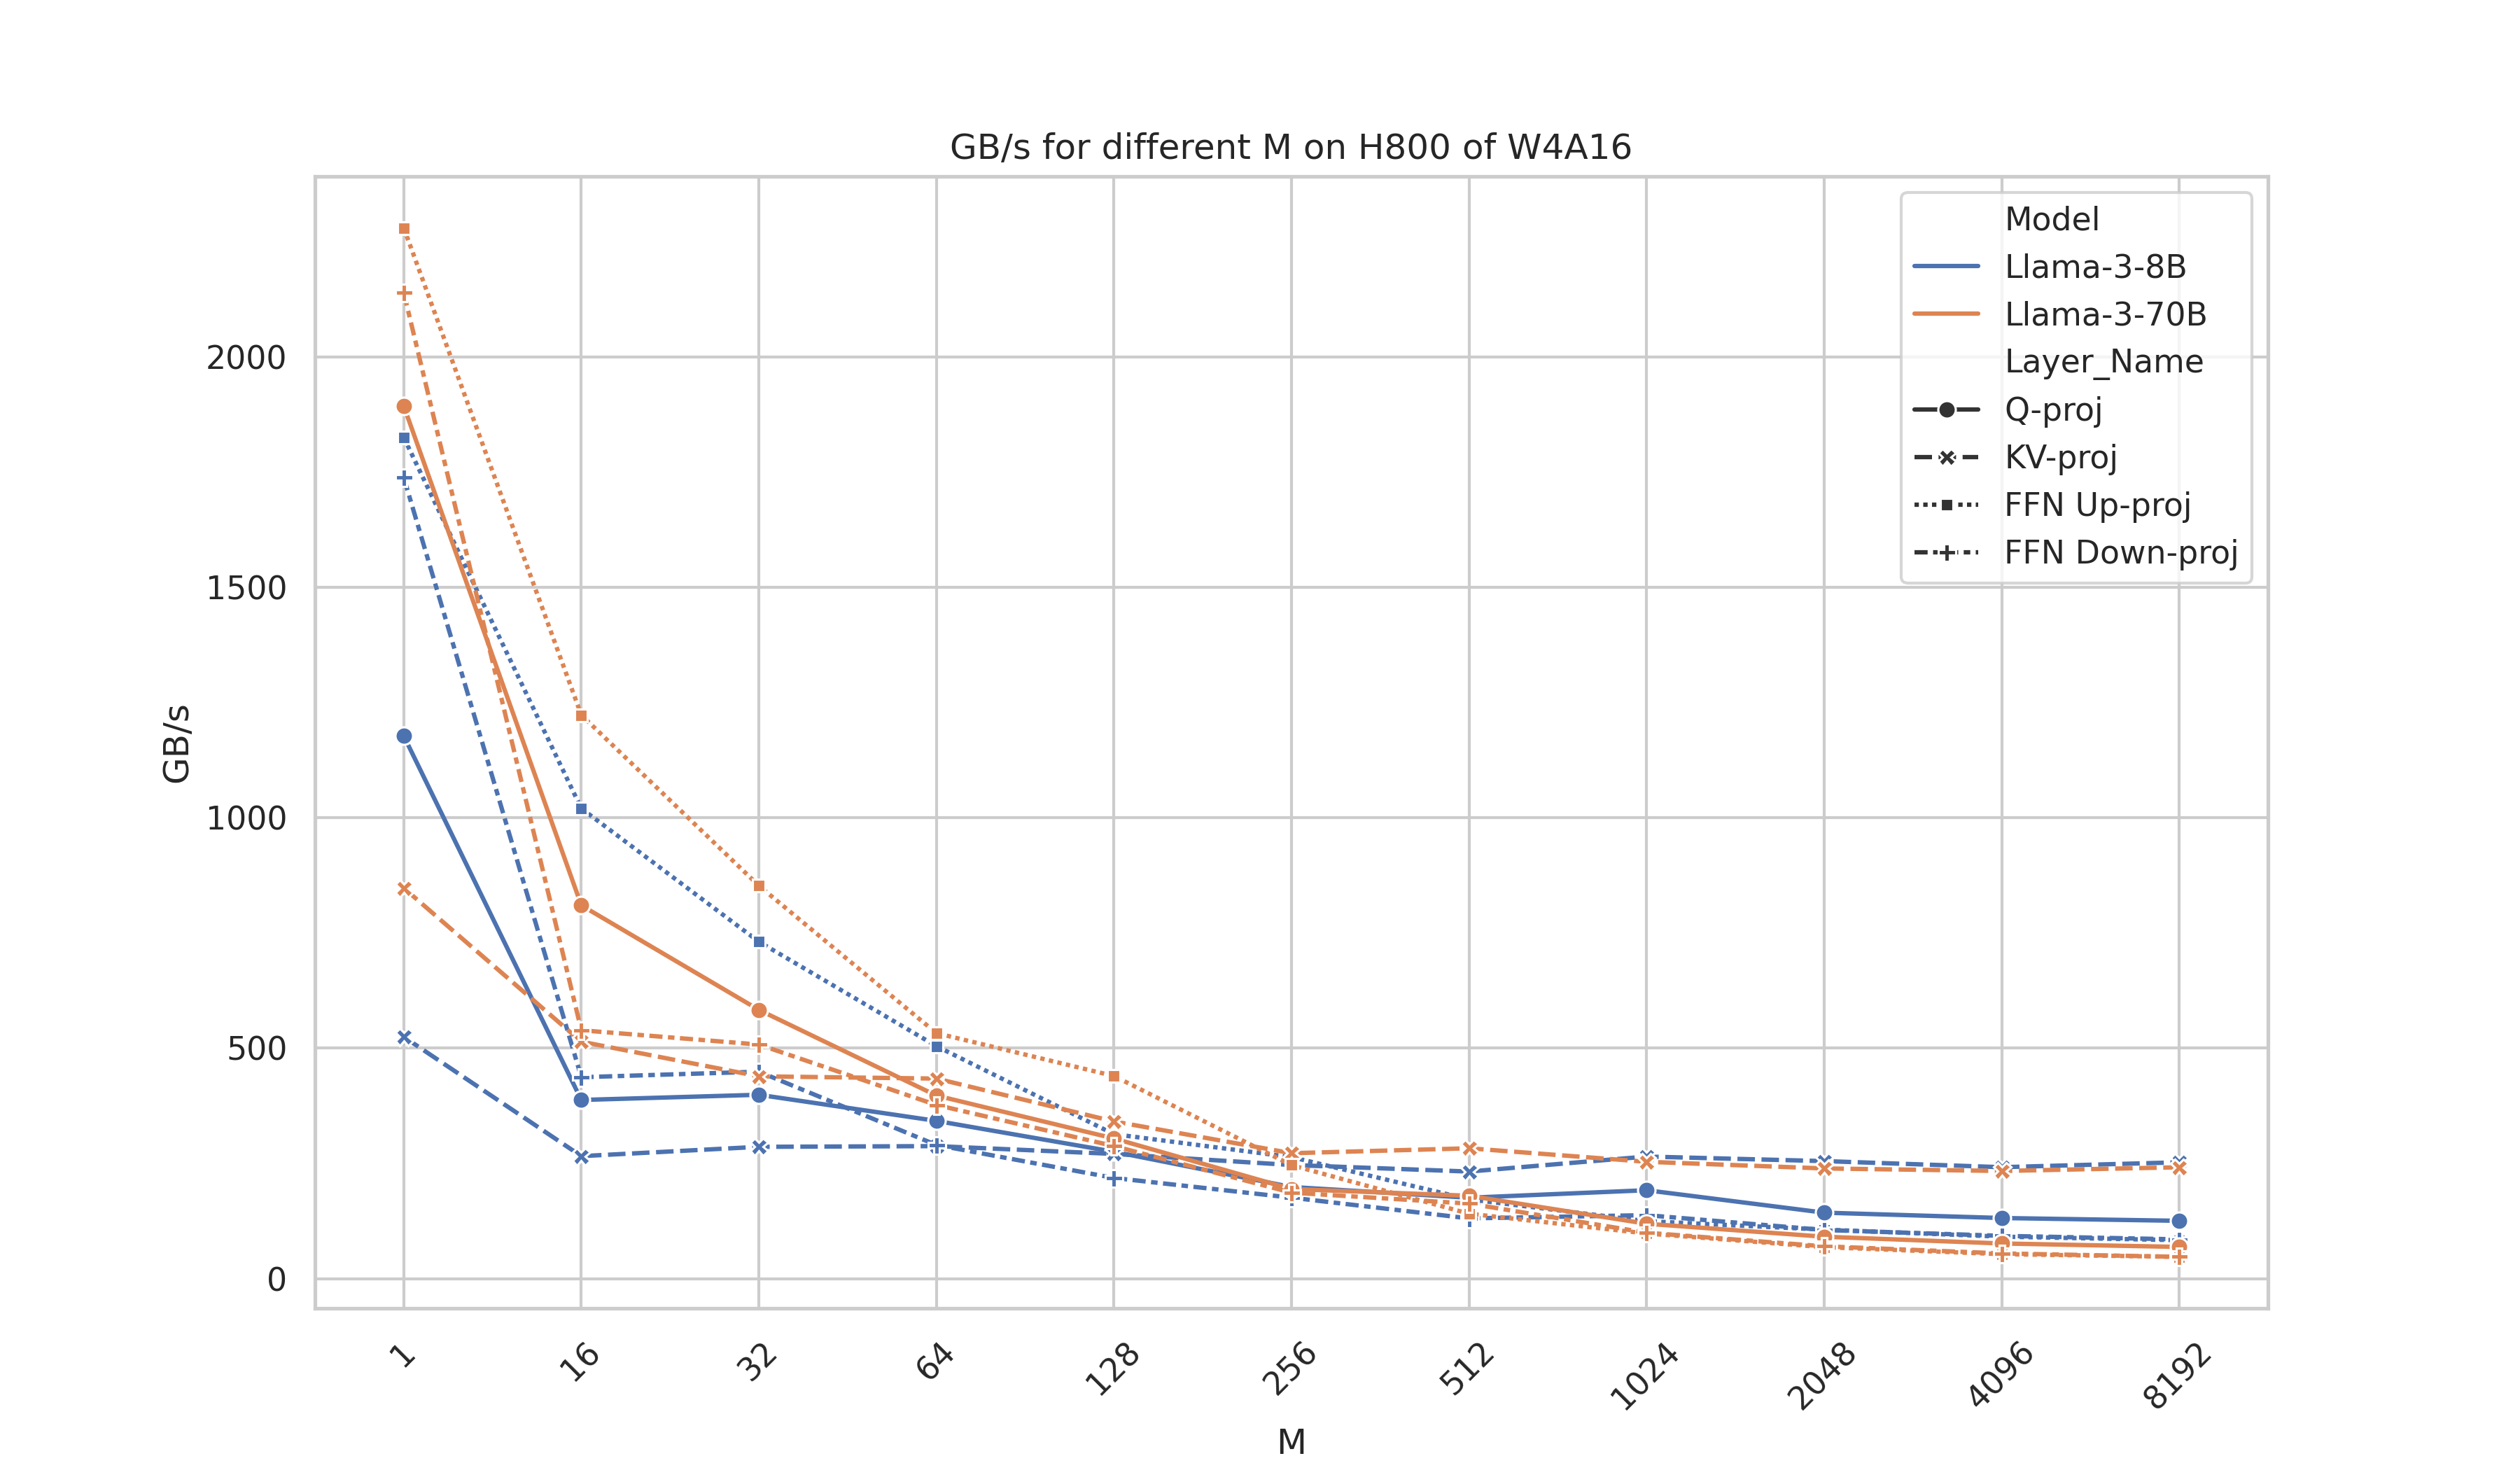 GB/s for different M on H800 of W4A16
Model
Llama-3-8B
Llama-3-70B
Layer_Name
Q-proj
KV-proj
FFN Up-proj
FFN Down-proj
GB/s
2000
1500
1000
500
0
1
16
32
64
128
256
512
1024
2048
4096
8192
M